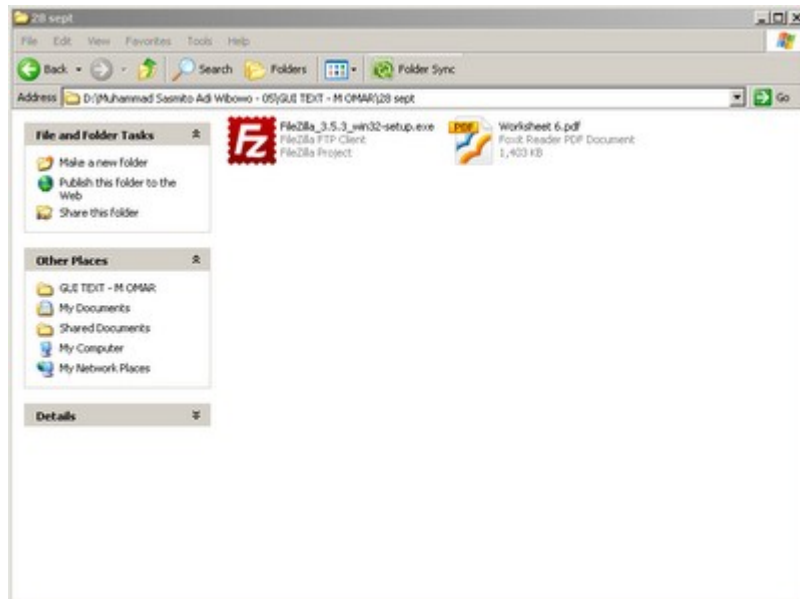 28 sept
File Edit View Favorites Tools Help
Back Search Folders Folder Sync
Address D:\Muhammad Sasmito Adi Wibowo - 05\GUI TEXT - M OMAR\28 sept Go
File and Folder Tasks
Make a new folder
Publish this folder to the
Web
Share this folder
Other Places
GUI TEXT - M OMAR
My Documents
Shared Documents
My Computer
My Network Places
Details
FileZilla_3.5.3_win32-setup.exe
FileZilla FTP Client
FileZilla Project
PDF
Worksheet 6.pdf
Foxit Reader PDF Document
1,403 KB